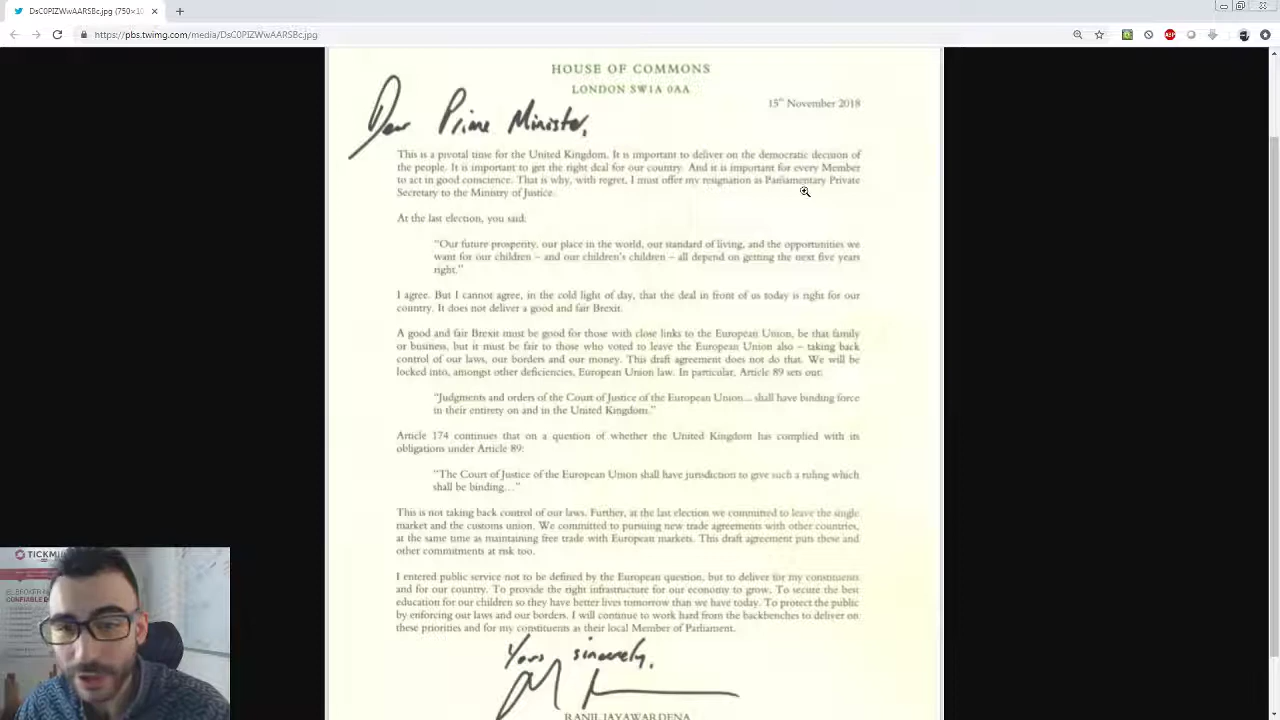 DsC0PIZWwAARSBc.jpg (750×10
https://pbs.twimg.com/media/DsC0PIZWwAARSBc.jpg
ABP
HOUSE OF COMMONS
LONDON SW1A 0AA
15th November 2018
Dear Prime Minister,
This is a pivotal time for the United Kingdom. It is important to deliver on the democratic decision of
the people. It is important to get the right deal for our country. And it is important for every Member
to act in good conscience. That is why, with regret, I must offer my resignation as Parliamentary Private
Secretary to the Ministry of Justice.
At the last election, you said:
“Our future prosperity, our place in the world, our standard of living, and the opportunities we
want for our children – and our children’s children – all depend on getting the next five years
right.”
I agree. But I cannot agree, in the cold light of day, that the deal in front of us today is right for our
country. It does not deliver a good and fair Brexit.
A good and fair Brexit must be good for those with close links to the European Union, be that family
or business, but it must be fair to those who voted to leave the European Union also – taking back
control of our laws, our borders and our money. This draft agreement does not do that. We will be
locked into, amongst other deficiencies, European Union law. In particular, Article 89 sets out:
“Judgments and orders of the Court of Justice of the European Union... shall have binding force
in their entirety on and in the United Kingdom.”
Article 174 continues that on a question of whether the United Kingdom has complied with its
obligations under Article 89:
“The Court of Justice of the European Union shall have jurisdiction to give such a ruling which
shall be binding...”
This is not taking back control of our laws. Further, at the last election we committed to leave the single
market and the customs union. We committed to pursuing new trade agreements with other countries,
at the same time as maintaining free trade with European markets. This draft agreement puts these and
other commitments at risk too.
I entered public service not to be defined by the European question, but to deliver for my constituents
and for our country. To provide the right infrastructure for our economy to grow. To secure the best
education for our children so they have better lives tomorrow than we have today. To protect the public
by enforcing our laws and our borders. I will continue to work hard from the backbenches to deliver on
these priorities and for my constituents as their local Member of Parliament.
Yours sincerely,
RANIL JAYAWARDENA
TICKMI